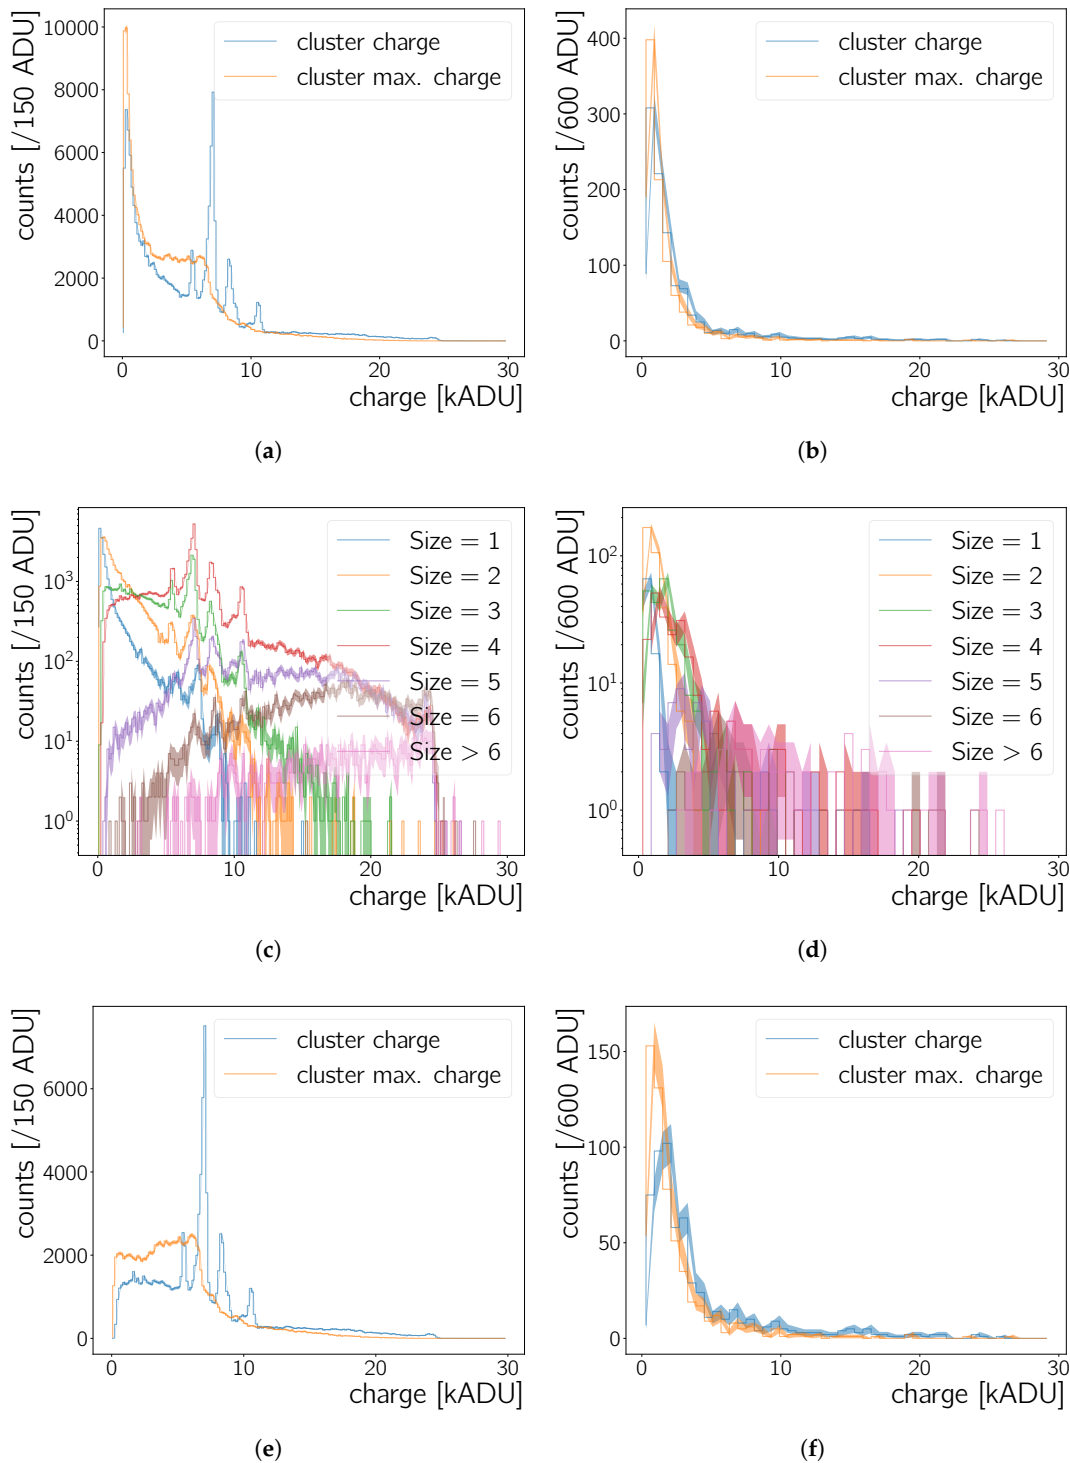 counts [/150 ADU]
10000
8000
6000
4000
2000
0
cluster charge
cluster max. charge
0 10 20 30
charge [kADU]
(a)
counts [/600 ADU]
400
300
200
100
0
cluster charge
cluster max. charge
0 10 20 30
charge [kADU]
(b)
counts [/150 ADU]
10³
10²
10¹
10⁰
Size = 1
Size = 2
Size = 3
Size = 4
Size = 5
Size = 6
Size > 6
0 10 20 30
charge [kADU]
(c)
counts [/600 ADU]
10²
10¹
10⁰
Size = 1
Size = 2
Size = 3
Size = 4
Size = 5
Size = 6
Size > 6
0 10 20 30
charge [kADU]
(d)
counts [/150 ADU]
6000
4000
2000
0
cluster charge
cluster max. charge
0 10 20 30
charge [kADU]
(e)
counts [/600 ADU]
150
100
50
0
cluster charge
cluster max. charge
0 10 20 30
charge [kADU]
(f)